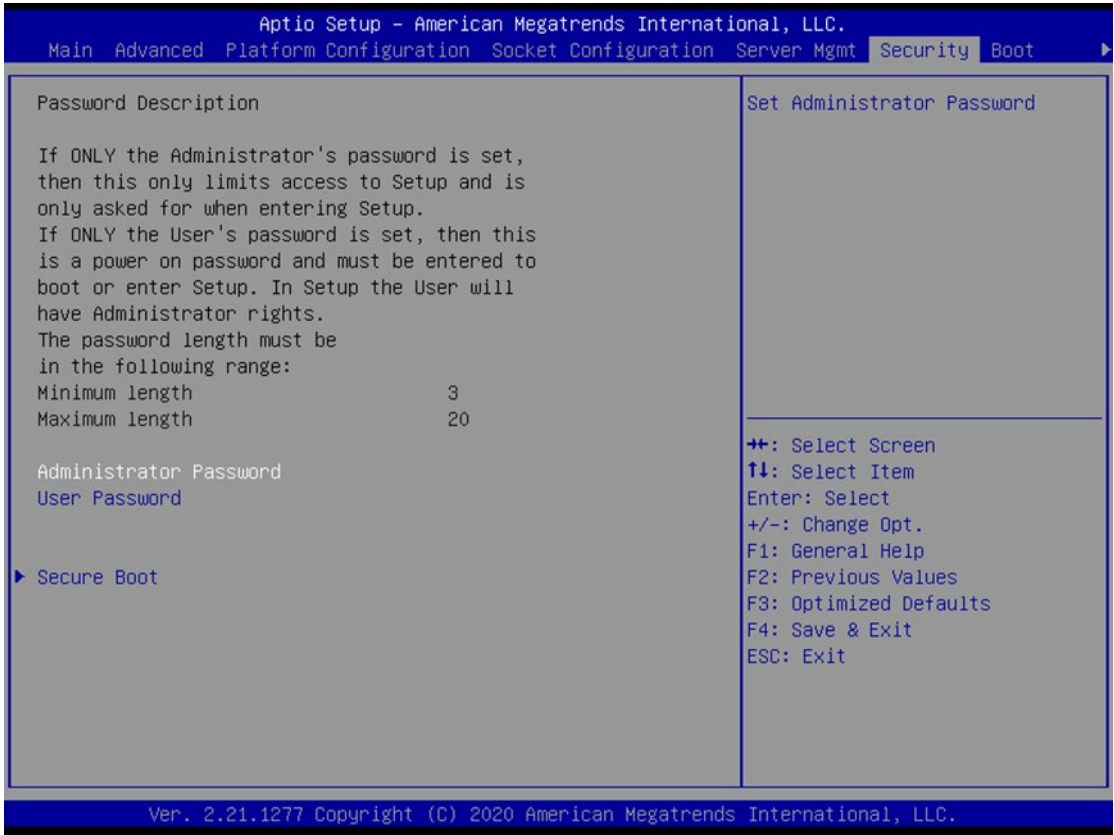 Aptio Setup – American Megatrends International, LLC.
Main Advanced Platform Configuration Socket Configuration Server Mgmt Security Boot ▶
Password Description
If ONLY the Administrator's password is set,
then this only limits access to Setup and is
only asked for when entering Setup.
If ONLY the User's password is set, then this
is a power on password and must be entered to
boot or enter Setup. In Setup the User will
have Administrator rights.
The password length must be
in the following range:
Minimum length 3
Maximum length 20
Administrator Password
User Password
▶ Secure Boot
Set Administrator Password
→←: Select Screen
↑↓: Select Item
Enter: Select
+/-: Change Opt.
F1: General Help
F2: Previous Values
F3: Optimized Defaults
F4: Save & Exit
ESC: Exit
Ver. 2.21.1277 Copyright (C) 2020 American Megatrends International, LLC.